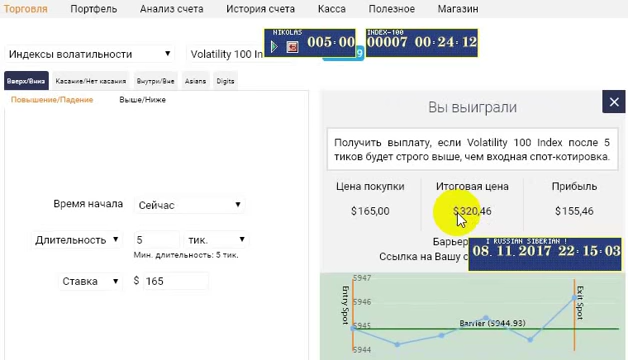 Торговля Портфель Анализ счета История счета Касса Полезное Магазин
NIKOLAS
005:00
INDEX-100
00007 00:24:12
Индексы волатильности Volatility 100 In 9
Вверх/Вниз Касание/Нет касания Внутри/Вне Asians Digits
Повышение/Падение Выше/Ниже
Время начала Сейчас
Длительность 5 тик.
Мин. длительность: 5 тик.
Ставка $ 165
Вы выиграли
Получить выплату, если Volatility 100 Index после 5
тиков будет строго выше, чем входная спот-котировка.
Цена покупки Итоговая цена Прибыль
$165,00 $320,46 $155,46
Барьер
Ссылка на Вашу с
I RUSSIAN SIBERIAN !
08.11.2017 22:15:03
5947
5946
5945
5944
Entry Spot
Barrier (5944.93)
Exit Spot